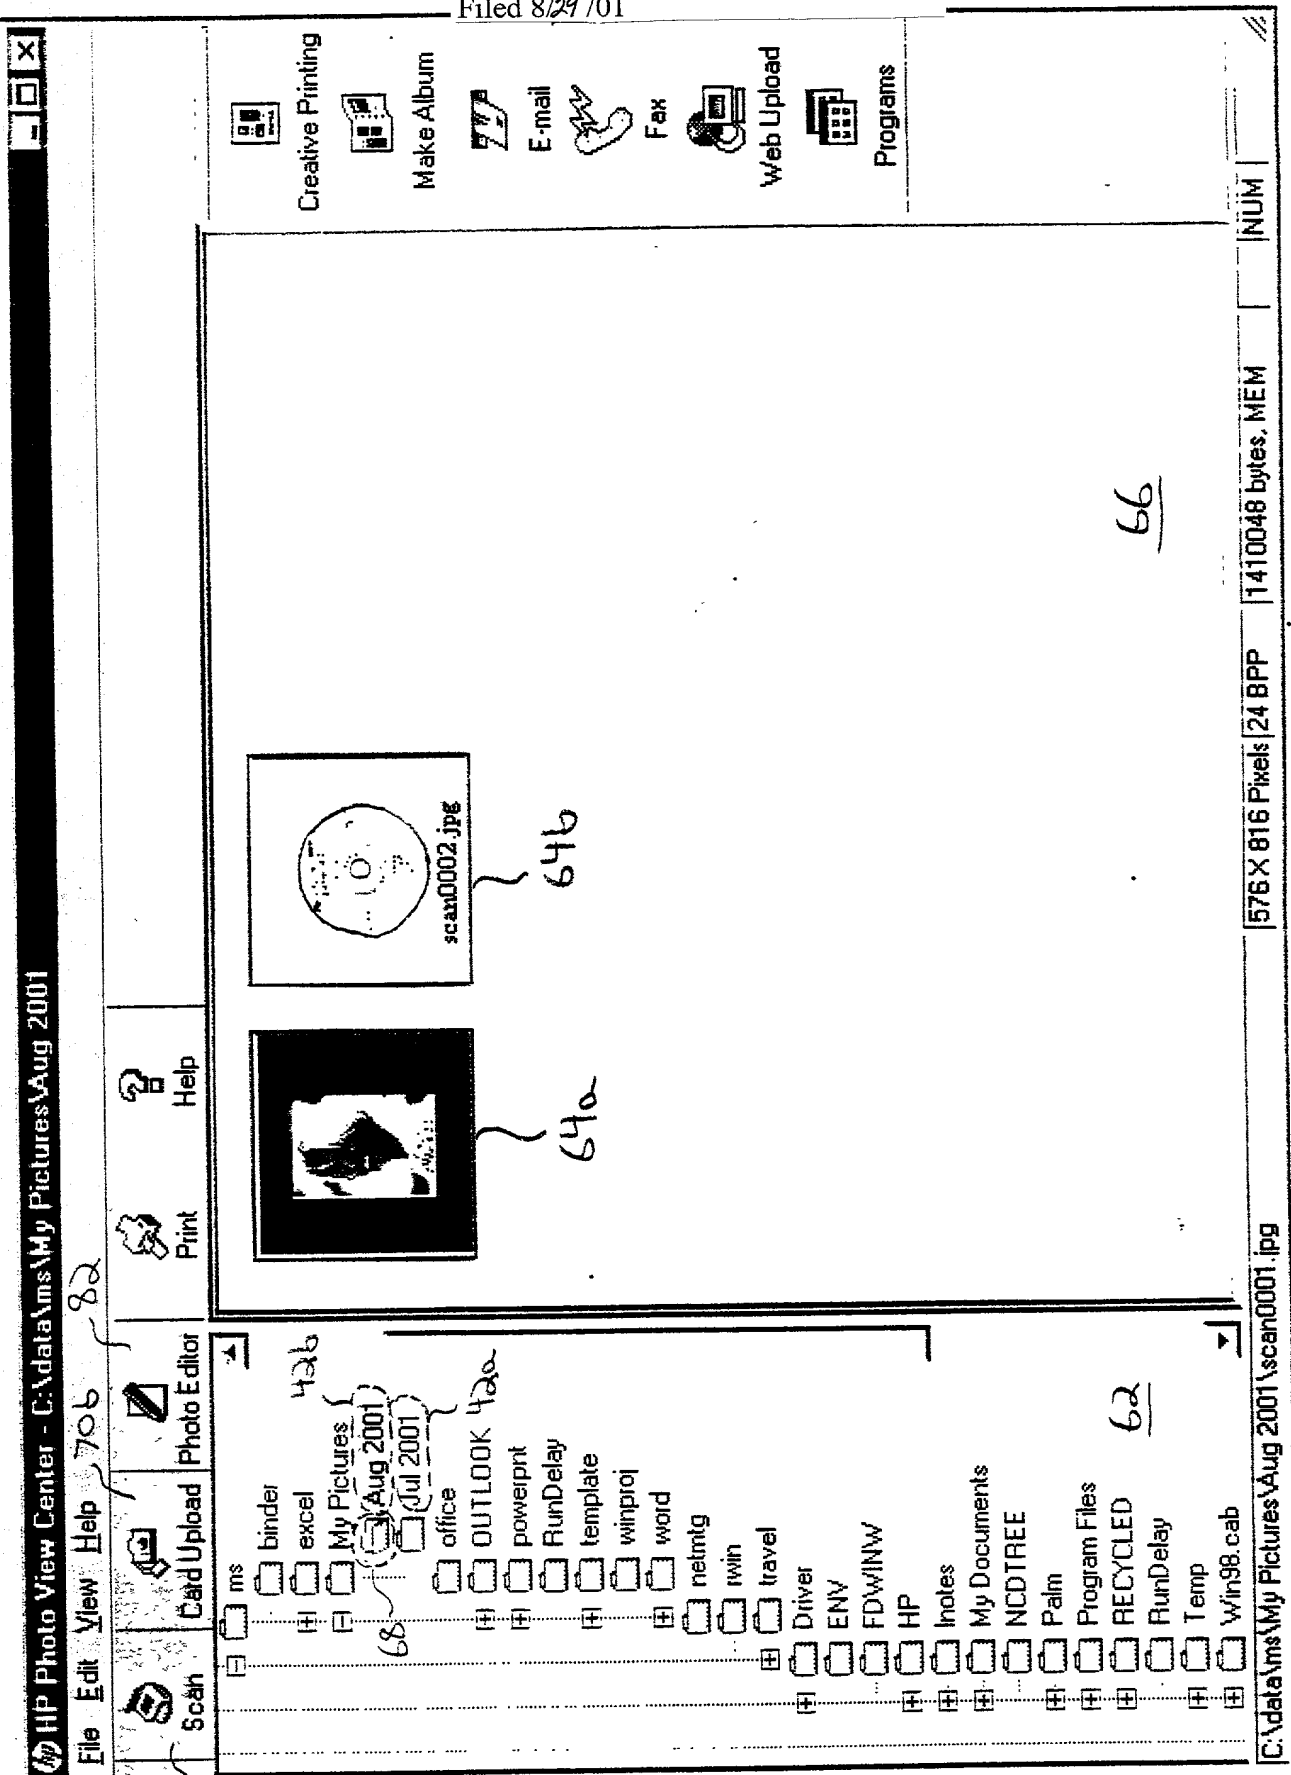 Filed 8/29/01
hp HP Photo View Center - C:\data\ms\My Pictures\Aug 2001
File Edit View Help
70b
82
Scan
Card Upload
Photo Editor
Print
Help
ms
binder
excel
My Pictures
42b
Aug 2001
Jul 2001
42a
68
office
OUTLOOK
powerpnt
RunDelay
template
winproj
word
netmtg
rwin
travel
Driver
ENV
FDWINW
HP
Inotes
My Documents
NCDTREE
Palm
Program Files
RECYCLED
RunDelay
Temp
Win98.cab
62
64a
scan0002.jpg
64b
66
Creative Printing
Make Album
E-mail
Fax
Web Upload
Programs
C:\data\ms\My Pictures\Aug 2001\scan0001.jpg
576 X 816 Pixels
24 BPP
1410048 bytes, MEM
NUM